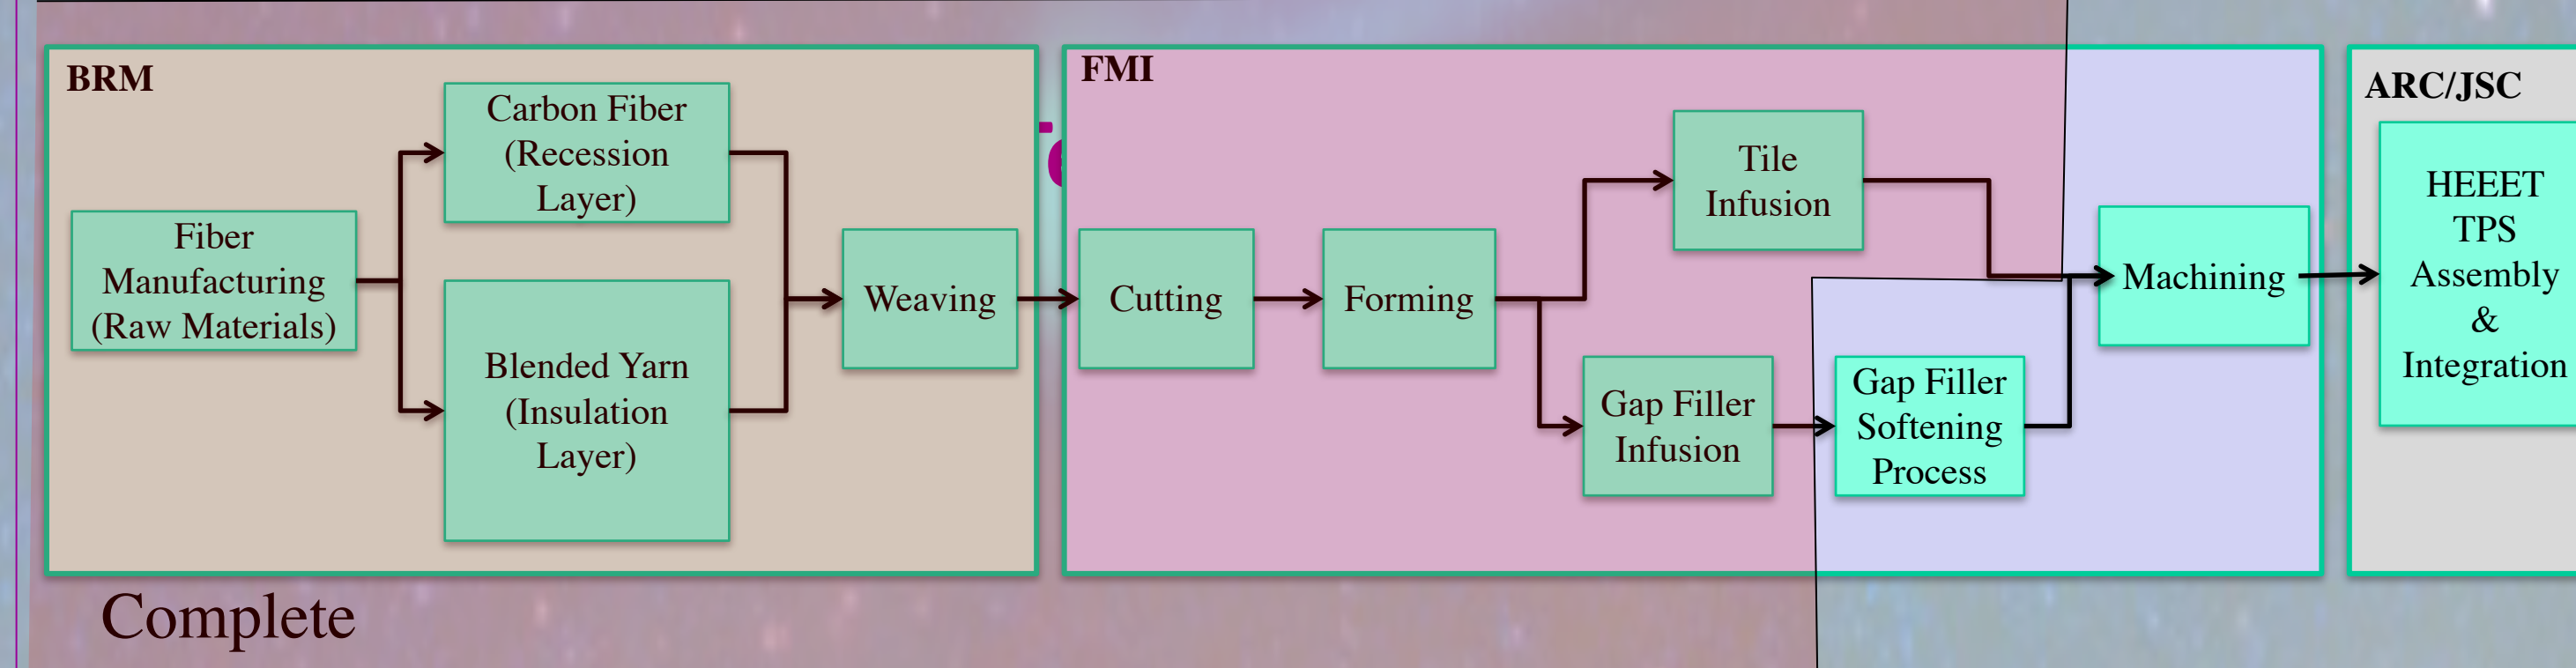 BRM
Fiber
Manufacturing
(Raw Materials)
Carbon Fiber
(Recession
Layer)
Blended Yarn
(Insulation
Layer)
Weaving
FMI
Cutting
Forming
Tile
Infusion
Gap Filler
Infusion
Gap Filler
Softening
Process
Machining
ARC/JSC
HEEET
TPS
Assembly
&
Integration
Complete